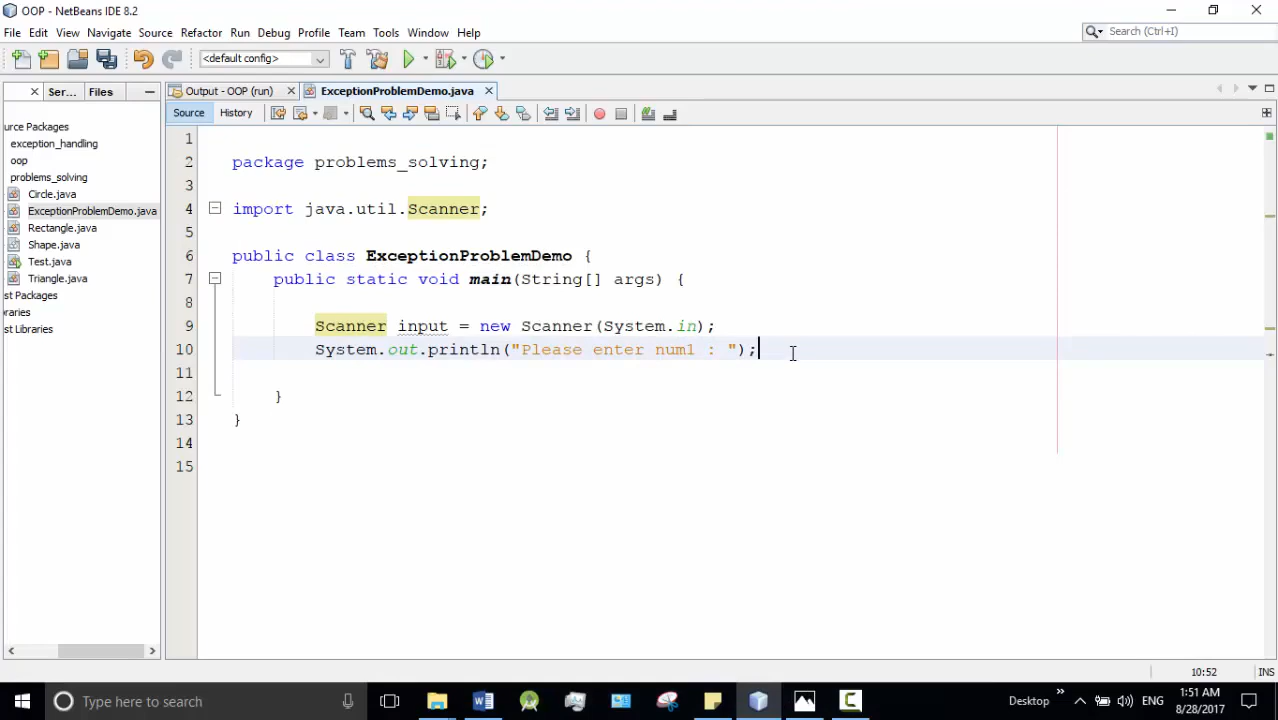 OOP - NetBeans IDE 8.2
File Edit View Navigate Source Refactor Run Debug Profile Team Tools Window Help
Search (Ctrl+I)
<default config>
Ser... Files
Output - OOP (run) ExceptionProblemDemo.java
Source History
urce Packages
exception_handling
oop
problems_solving
Circle.java
ExceptionProblemDemo.java
Rectangle.java
Shape.java
Test.java
Triangle.java
st Packages
raries
st Libraries
1
2 package problems_solving;
3
4 import java.util.Scanner;
5
6 public class ExceptionProblemDemo {
7 public static void main(String[] args) {
8
9 Scanner input = new Scanner(System.in);
10 System.out.println("Please enter num1 : ");
11
12 }
13 }
14
15
10:52 INS
Type here to search
Desktop
ENG
1:51 AM
8/28/2017